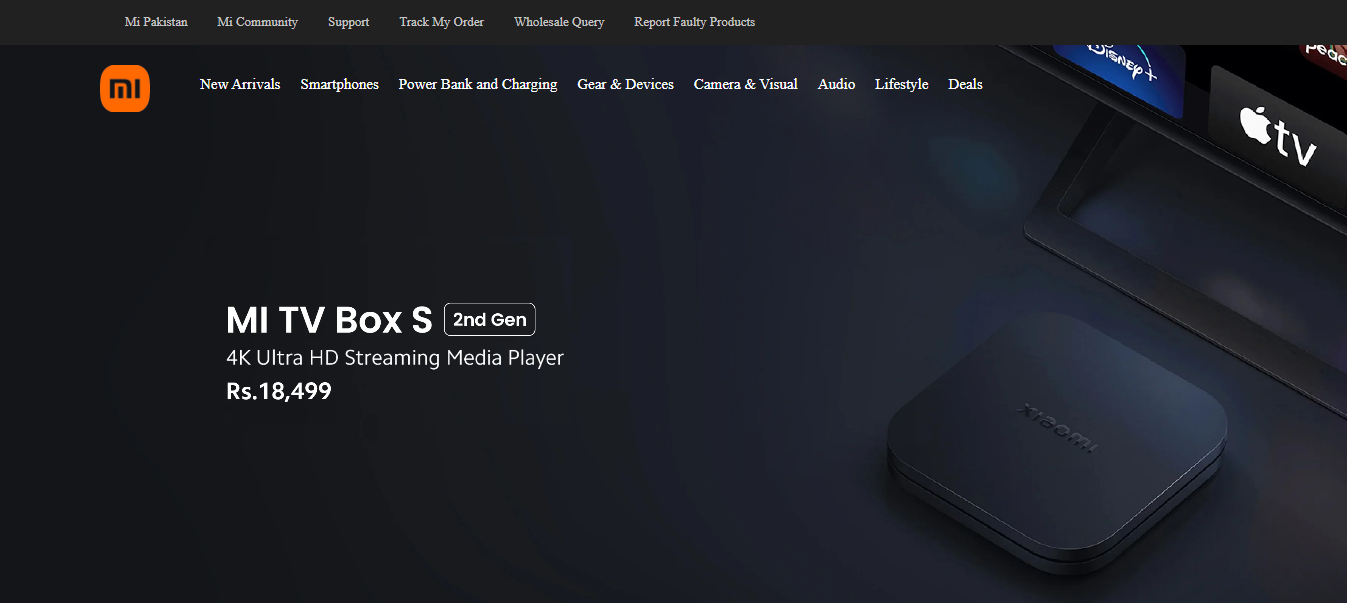 Mi Pakistan Mi Community Support Track My Order Wholesale Query Report Faulty Products
mi New Arrivals Smartphones Power Bank and Charging Gear & Devices Camera & Visual Audio Lifestyle Deals
Disney+
Peac
tv
MI TV Box S 2nd Gen
4K Ultra HD Streaming Media Player
Rs.18,499
xiaomi